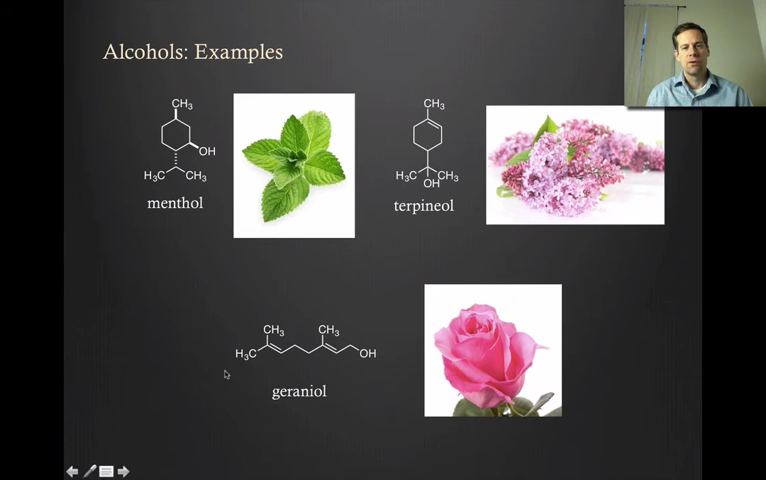 Alcohols: Examples
CH₃
OH
H₃C CH₃
menthol
CH₃
H₃C CH₃
OH
terpineol
CH₃ CH₃
H₃C OH
geraniol